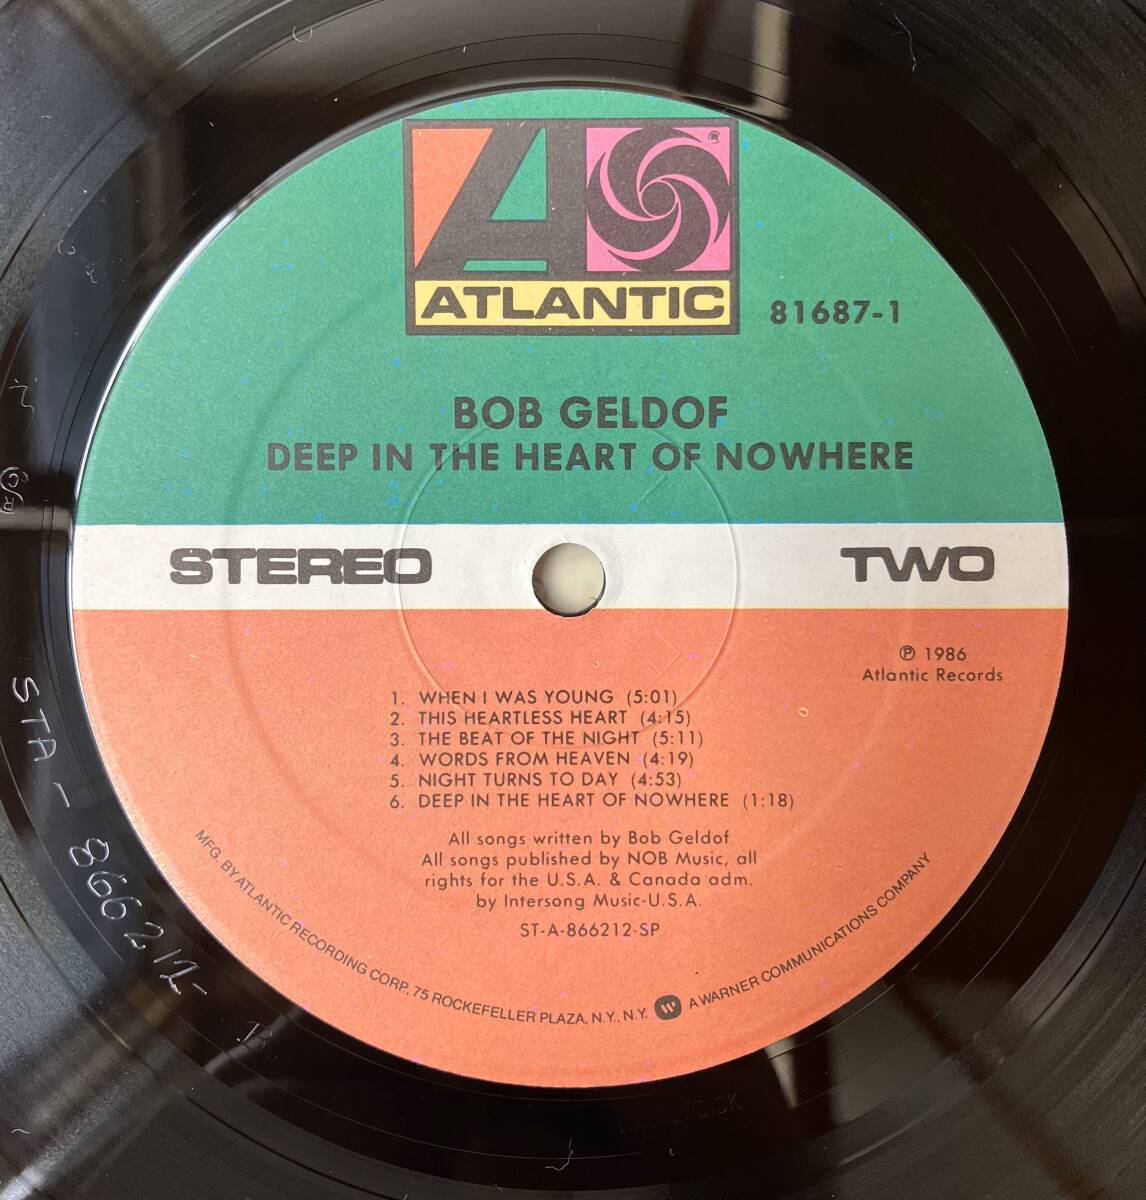 ®
ATLANTIC
81687-1
BOB GELDOF
DEEP IN THE HEART OF NOWHERE
STEREO
TWO
℗ 1986
Atlantic Records
1. WHEN I WAS YOUNG (5:01)
2. THIS HEARTLESS HEART (4:15)
3. THE BEAT OF THE NIGHT (5:11)
4. WORDS FROM HEAVEN (4:19)
5. NIGHT TURNS TO DAY (4:53)
6. DEEP IN THE HEART OF NOWHERE (1:18)
All songs written by Bob Geldof
All songs published by NOB Music, all
rights for the U.S.A. & Canada adm.
by Intersong Music-U.S.A.
ST-A-866212-SP
MFG. BY ATLANTIC RECORDING CORP., 75 ROCKEFELLER PLAZA, N.Y., N.Y. A WARNER COMMUNICATIONS COMPANY
STA-866212-